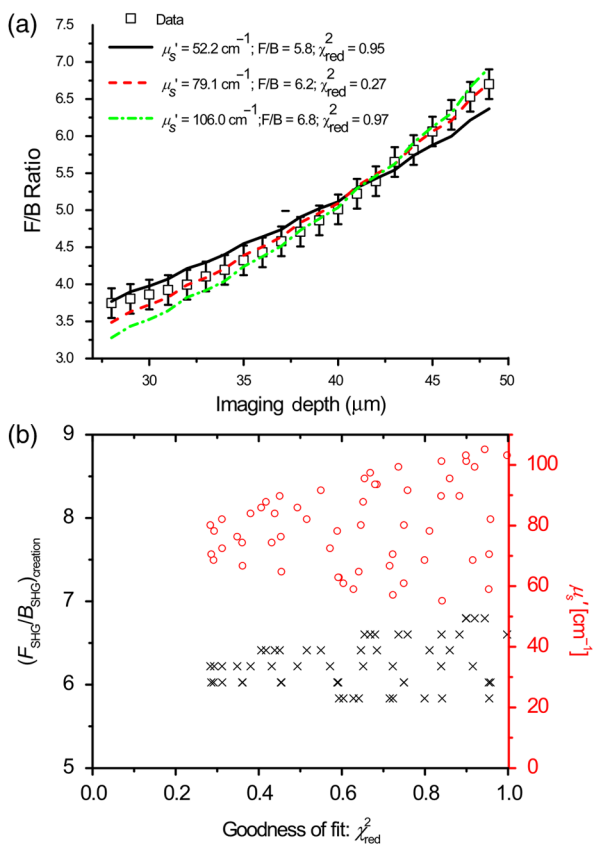 (a)
7.5
7.0
6.5
6.0
5.5
5.0
4.5
4.0
3.5
3.0
F/B Ratio
Data
μs' = 52.2 cm⁻¹; F/B = 5.8; χ²red = 0.95
μs' = 79.1 cm⁻¹; F/B = 6.2; χ²red = 0.27
μs' = 106.0 cm⁻¹;F/B = 6.8; χ²red = 0.97
30 35 40 45 50
Imaging depth (μm)
(b)
9
8
7
6
5
(FSHG/BSHG)creation
100
80
60
40
20
0
μs' [cm⁻¹]
0.0 0.2 0.4 0.6 0.8 1.0
Goodness of fit: χ²red